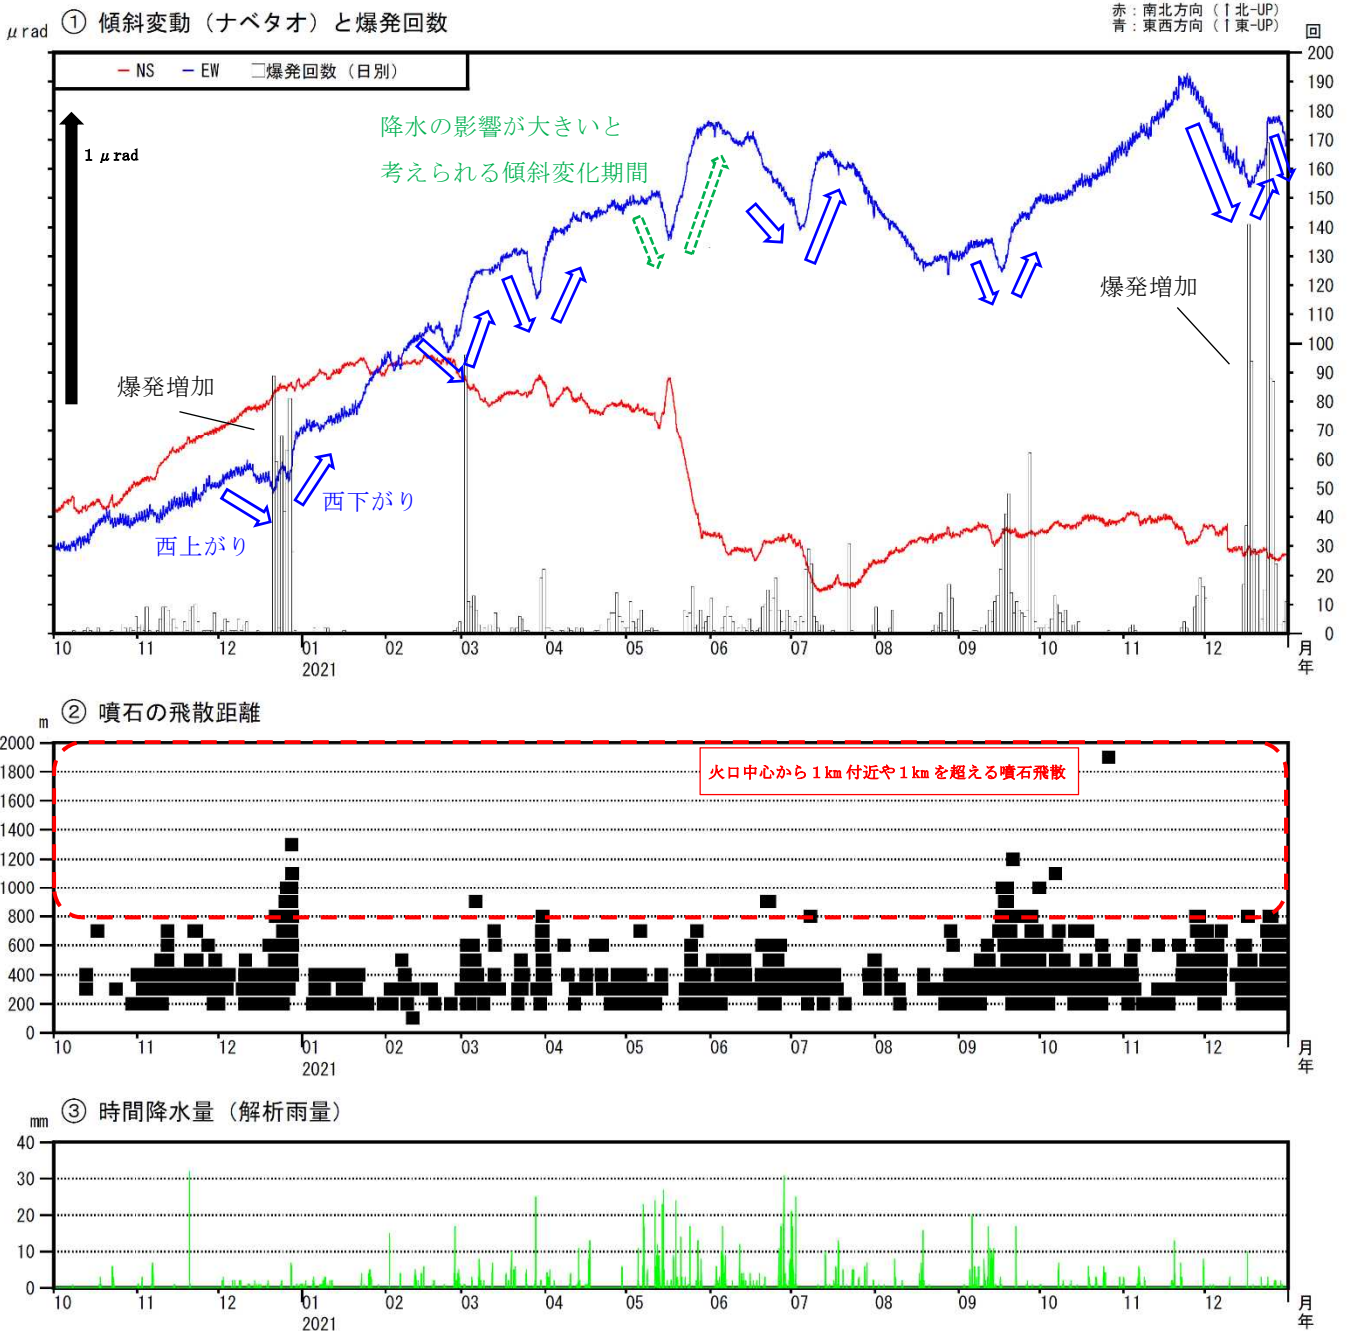 ① 傾斜変動（ナベタオ）と爆発回数
赤：南北方向（↑北-UP）
青：東西方向（↑東-UP）
μrad
回
NS EW 爆発回数（日別）
1 μrad
降水の影響が大きいと
考えられる傾斜変化期間
爆発増加
爆発増加
西上がり
西下がり
200
190
180
170
160
150
140
130
120
110
100
90
80
70
60
50
40
30
20
10
0
10 11 12 01 02 03 04 05 06 07 08 09 10 11 12 月
2021 年
② 噴石の飛散距離
m
火口中心から1km付近や1kmを超える噴石飛散
2000
1800
1600
1400
1200
1000
800
600
400
200
0
10 11 12 01 02 03 04 05 06 07 08 09 10 11 12 月
2021 年
③ 時間降水量（解析雨量）
mm
40
30
20
10
0
10 11 12 01 02 03 04 05 06 07 08 09 10 11 12 月
2021 年